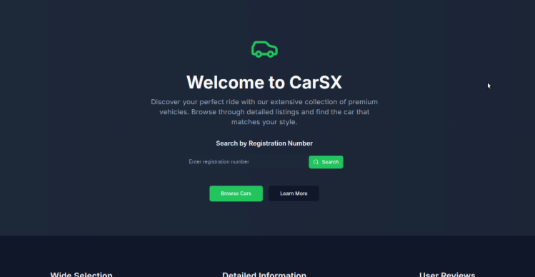 Welcome to CarSX
Discover your perfect ride with our extensive collection of premium
vehicles. Browse through detailed listings and find the car that
matches your style.
Search by Registration Number
Enter registration number
Search
Browse Cars
Learn More
Wide Selection
Detailed Information
User Reviews